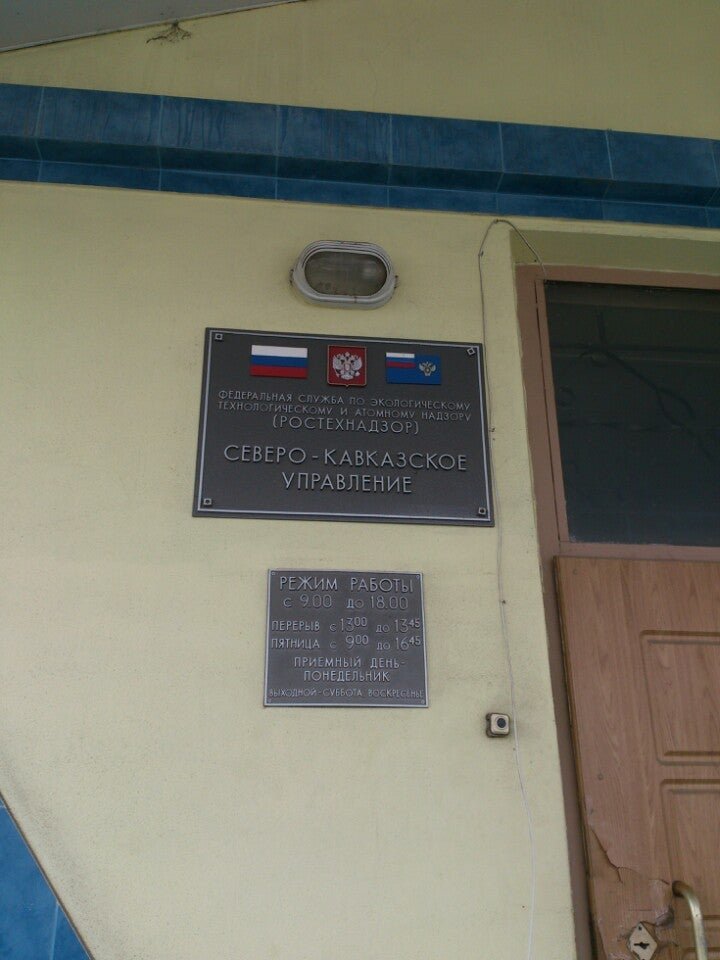 ФЕДЕРАЛЬНАЯ СЛУЖБА ПО ЭКОЛОГИЧЕСКОМУ
ТЕХНОЛОГИЧЕСКОМУ И АТОМНОМУ НАДЗОРУ
(РОСТЕХНАДЗОР)
СЕВЕРО-КАВКАЗСКОЕ
УПРАВЛЕНИЕ
РЕЖИМ РАБОТЫ
С 9.00 ДО 18.00
ПЕРЕРЫВ С 13 00 ДО 13 45
ПЯТНИЦА С 9 00 ДО 16 45
ПРИЕМНЫЙ ДЕНЬ-
ПОНЕДЕЛЬНИК
ВЫХОДНОЙ-СУББОТА, ВОСКРЕСЕНЬЕ